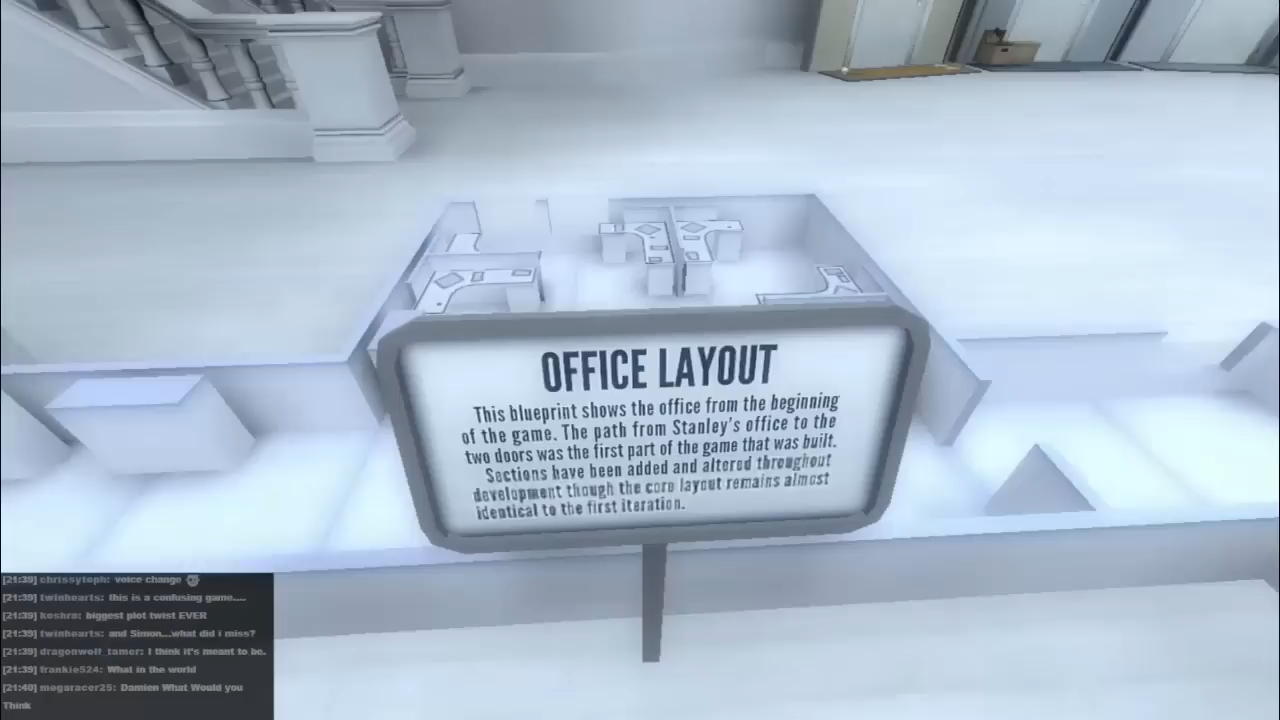 OFFICE LAYOUT
This blueprint shows the office from the beginning
of the game. The path from Stanley's office to the
two doors was the first part of the game that was built.
Sections have been added and altered throughout
development though the core layout remains almost
identical to the first iteration.
[21:39] chrissytoph: voice change
[21:39] twinhearts: this is a confusing game....
[21:39] koshra: biggest plot twist EVER
[21:39] twinhearts: and Simon...what did i miss?
[21:39] dragonwolf_tamer: I think it's meant to be.
[21:39] frankie524: What in the world
[21:40] megaracer25: Damien What Would you
Think